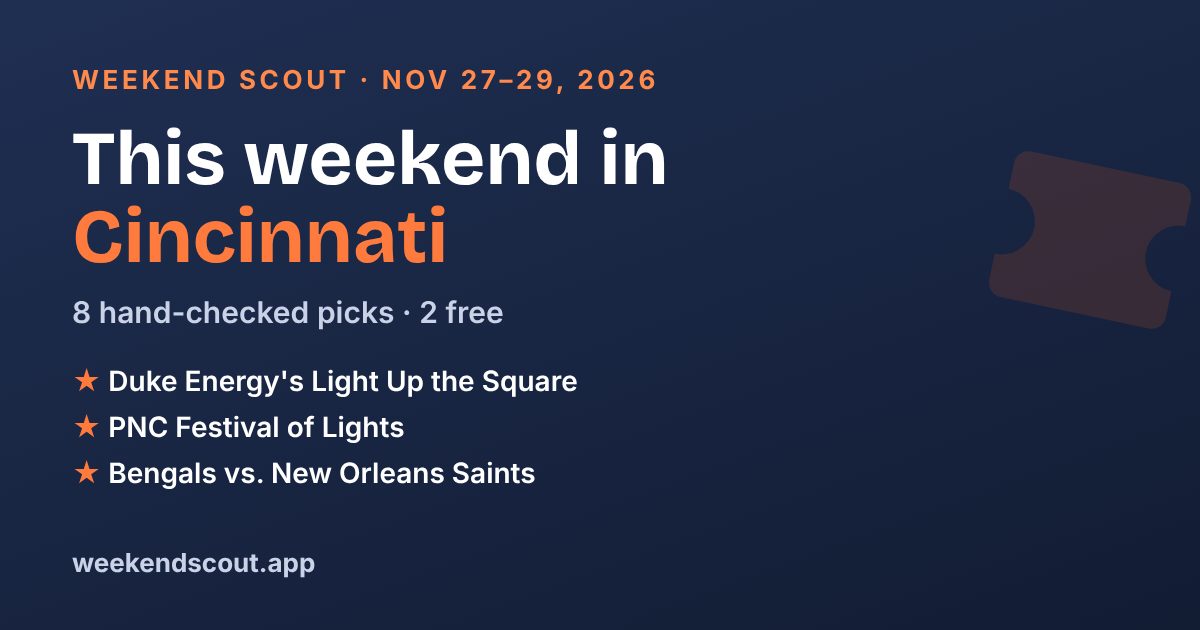 WEEKEND SCOUT · NOV 27–29, 2026
This weekend in
Cincinnati
8 hand-checked picks · 2 free
★ Duke Energy's Light Up the Square
★ PNC Festival of Lights
★ Bengals vs. New Orleans Saints
weekendscout.app